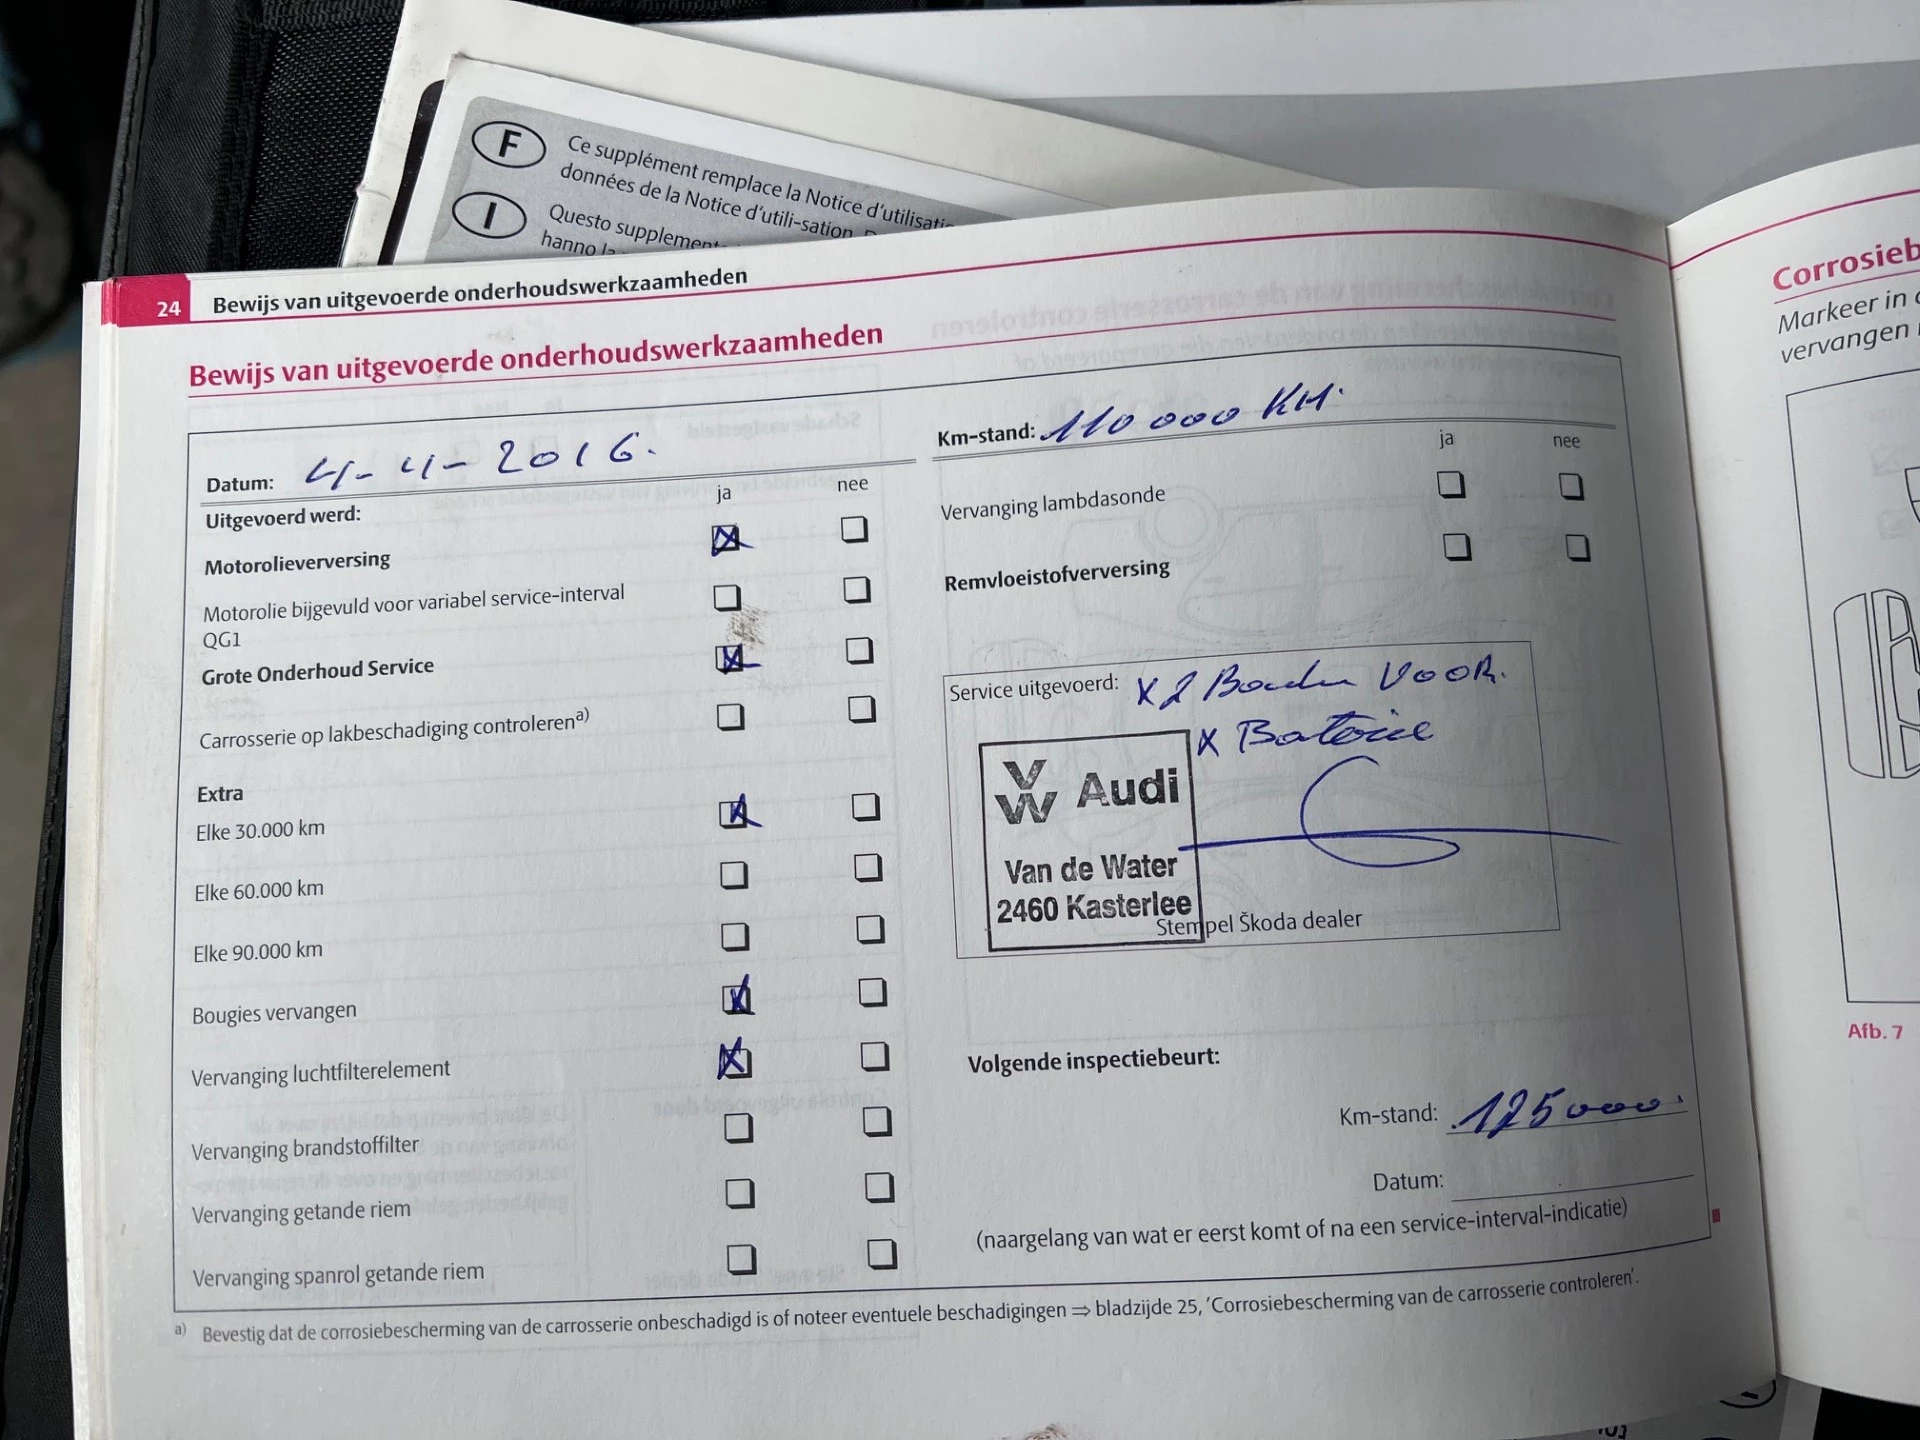 F
Ce supplément remplace la Notice d'utilisati
données de la Notice d'utili-sation
I
Questo supplement
hanno la
24 Bewijs van uitgevoerde onderhoudswerkzaamheden
Bewijs van uitgevoerde onderhoudswerkzaamheden
Datum: 4-4-2016.
ja nee
Uitgevoerd werd:
Motorolieverversing
Motorolie bijgevuld voor variabel service-interval
QG1
Grote Onderhoud Service
Carrosserie op lakbeschadiging controleren a)
Extra
Elke 30.000 km
Elke 60.000 km
Elke 90.000 km
Bougies vervangen
Vervanging luchtfilterelement
Vervanging brandstoffilter
Vervanging getande riem
Vervanging spanrol getande riem
Km-stand: 110 000 KM.
ja nee
Vervanging lambdasonde
Remvloeistofverversing
Service uitgevoerd: x 2 Banden VOOR.
x Baterie
VW Audi
Van de Water
2460 Kasterlee
Stempel Škoda dealer
Volgende inspectiebeurt:
Km-stand: 125 000
Datum:
(naargelang van wat er eerst komt of na een service-interval-indicatie)
a) Bevestig dat de corrosiebescherming van de carrosserie onbeschadigd is of noteer eventuele beschadigingen ⇒ bladzijde 25, 'Corrosiebescherming van de carrosserie controleren'.
Corrosieb
Markeer in
vervangen
Afb. 7